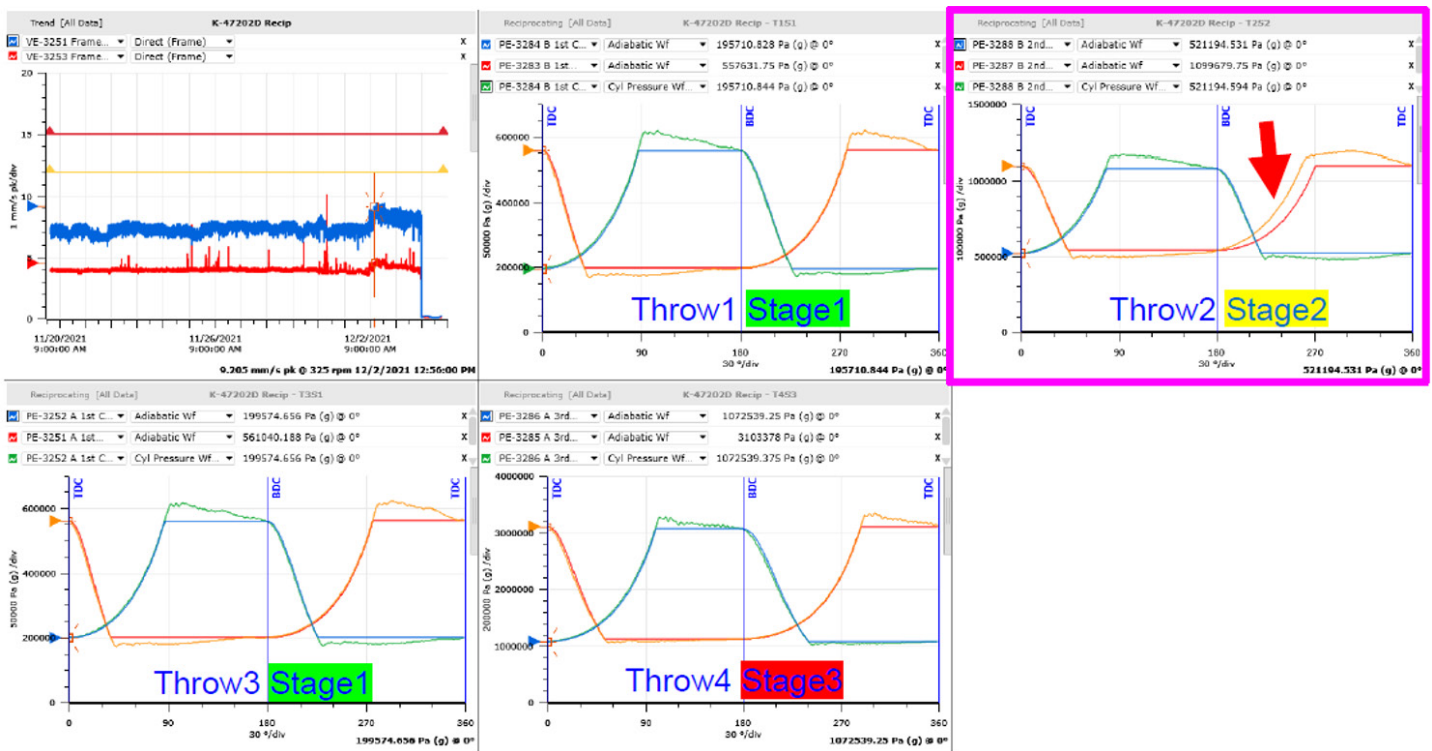 Trend [All Data] K-47202D Recip
VE-3251 Frame... Direct (Frame) X
VE-3253 Frame... Direct (Frame) X
20
15
10
5
0
1 mm/s pk/div
11/20/2021 9:00:00 AM
11/26/2021 9:00:00 AM
12/2/2021 9:00:00 AM
9.205 mm/s pk @ 325 rpm 12/2/2021 12:56:00 PM
Reciprocating [All Data] K-47202D Recip - T1S1
PE-3284 B 1st C... Adiabatic Wf 195710.828 Pa (g) @ 0° X
PE-3283 B 1st... Adiabatic Wf 557631.75 Pa (g) @ 0° X
PE-3284 B 1st C... Cyl Pressure Wf... 195710.844 Pa (g) @ 0° X
TDC BDC TDC
600000
400000
200000
0
50000 Pa (g) /div
Throw1 Stage1
0 90 180 270 360
30 °/div
195710.844 Pa (g) @ 0°
Reciprocating [All Data] K-47202D Recip - T2S2
PE-3288 B 2nd... Adiabatic Wf 521194.531 Pa (g) @ 0° X
PE-3287 B 2nd... Adiabatic Wf 1099679.75 Pa (g) @ 0° X
PE-3288 B 2nd... Cyl Pressure Wf... 521194.594 Pa (g) @ 0° X
TDC BDC TDC
1500000
1000000
500000
0
100000 Pa (g) /div
Throw2 Stage2
0 90 180 270 360
30 °/div
521194.531 Pa (g) @ 0°
Reciprocating [All Data] K-47202D Recip - T3S1
PE-3252 A 1st C... Adiabatic Wf 199574.656 Pa (g) @ 0° X
PE-3251 A 1st... Adiabatic Wf 561040.188 Pa (g) @ 0° X
PE-3252 A 1st C... Cyl Pressure Wf... 199574.656 Pa (g) @ 0° X
TDC BDC TDC
600000
400000
200000
0
50000 Pa (g) /div
Throw3 Stage1
0 90 180 270 360
30 °/div
199574.656 Pa (g) @ 0°
Reciprocating [All Data] K-47202D Recip - T4S3
PE-3286 A 3rd... Adiabatic Wf 1072539.25 Pa (g) @ 0° X
PE-3285 A 3rd... Adiabatic Wf 3103378 Pa (g) @ 0° X
PE-3286 A 3rd... Cyl Pressure Wf... 1072539.375 Pa (g) @ 0° X
TDC BDC TDC
4000000
3000000
2000000
1000000
0
200000 Pa (g) /div
Throw4 Stage3
0 90 180 270 360
30 °/div
1072539.25 Pa (g) @ 0°